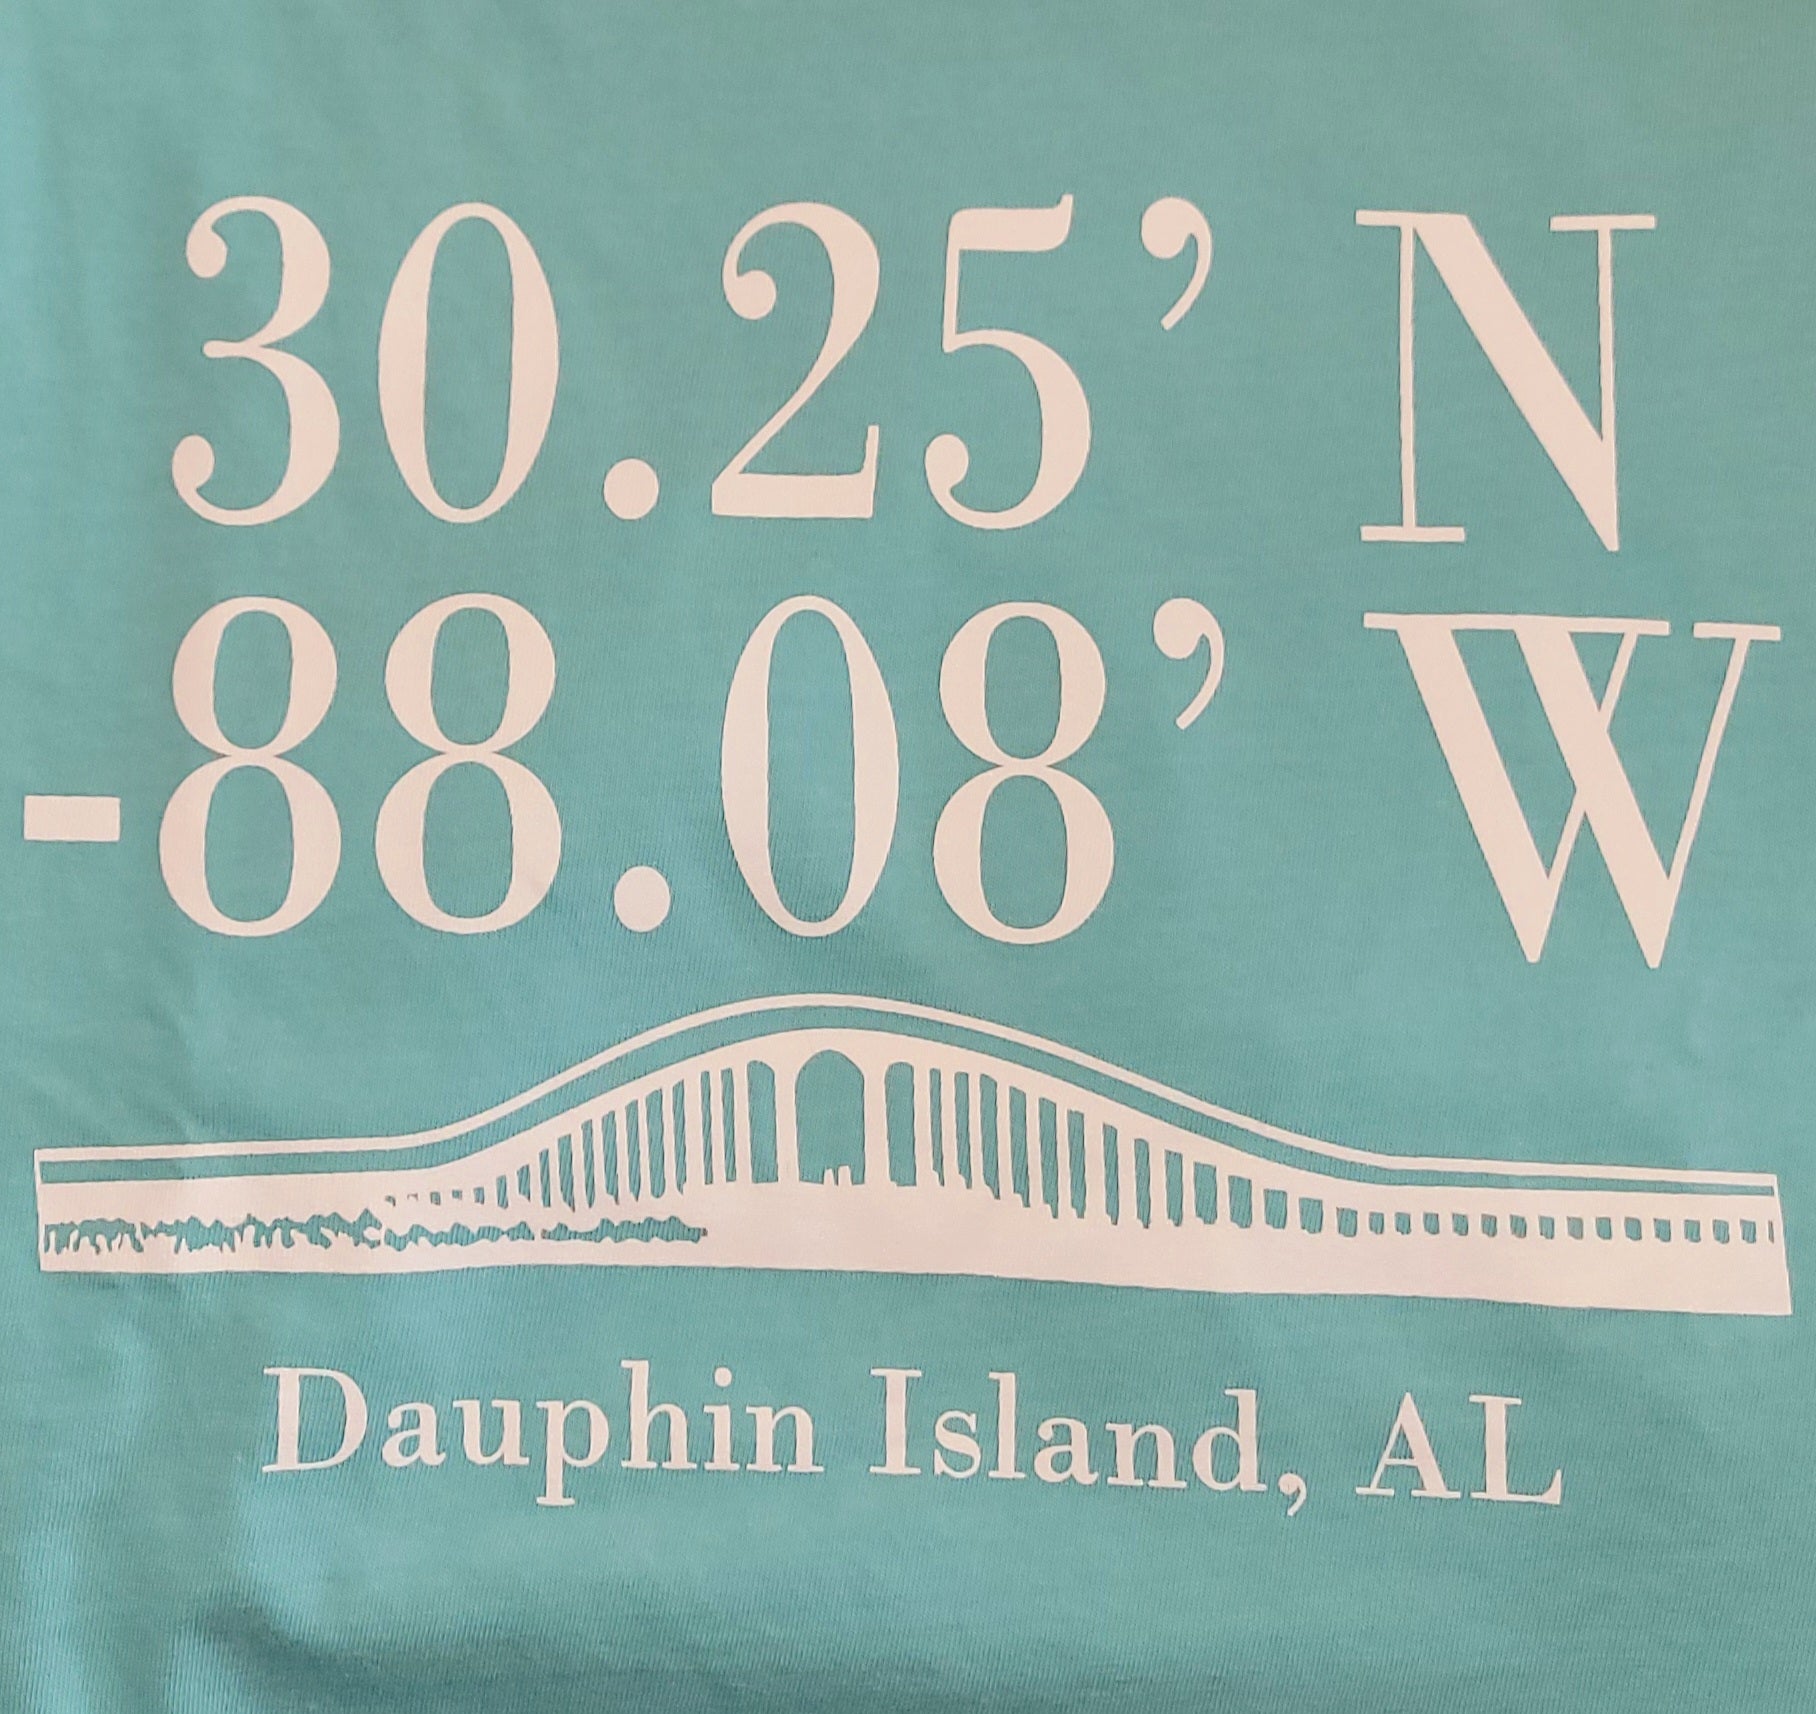 30.25’ N
-88.08’ W
Dauphin Island, AL